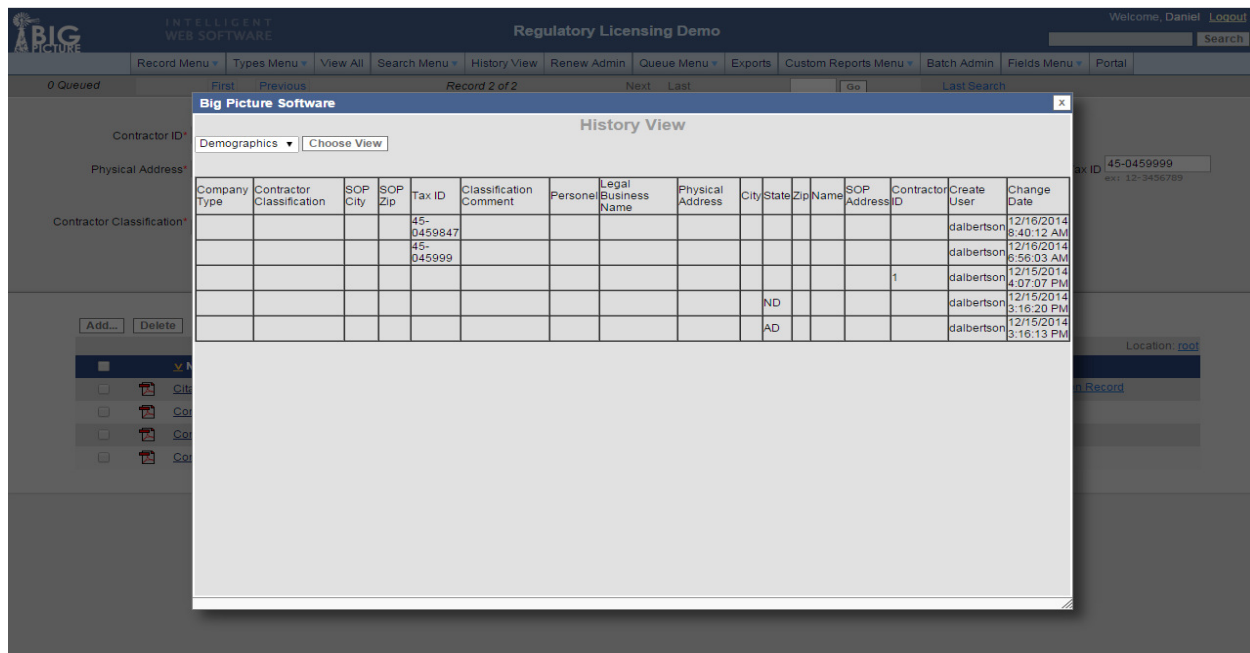 BIG PICTURE
INTELLIGENT
WEB SOFTWARE
Regulatory Licensing Demo
Welcome, Daniel Logout
Search
Record Menu Types Menu View All Search Menu History View Renew Admin Queue Menu Exports Custom Reports Menu Batch Admin Fields Menu Portal
0 Queued First Previous Record 2 of 2 Next Last Go Last Search
Big Picture Software x
History View
Demographics Choose View
Contractor ID*
Physical Address*
Contractor Classification*
ax ID 45-0459999
ex: 12-3456789
Company Type Contractor Classification SOP City SOP Zip Tax ID Classification Comment Personel Legal Business Name Physical Address City State Zip Name SOP Address Contractor ID Create User Change Date
45-0459847 dalbertson 12/16/2014 8:40:12 AM
45-045999 dalbertson 12/16/2014 6:56:03 AM
1 dalbertson 12/15/2014 4:07:07 PM
ND dalbertson 12/15/2014 3:16:20 PM
AD dalbertson 12/15/2014 3:16:13 PM
Add... Delete
Location: root
N
Cita
n Record
Cor
Cor
Cor